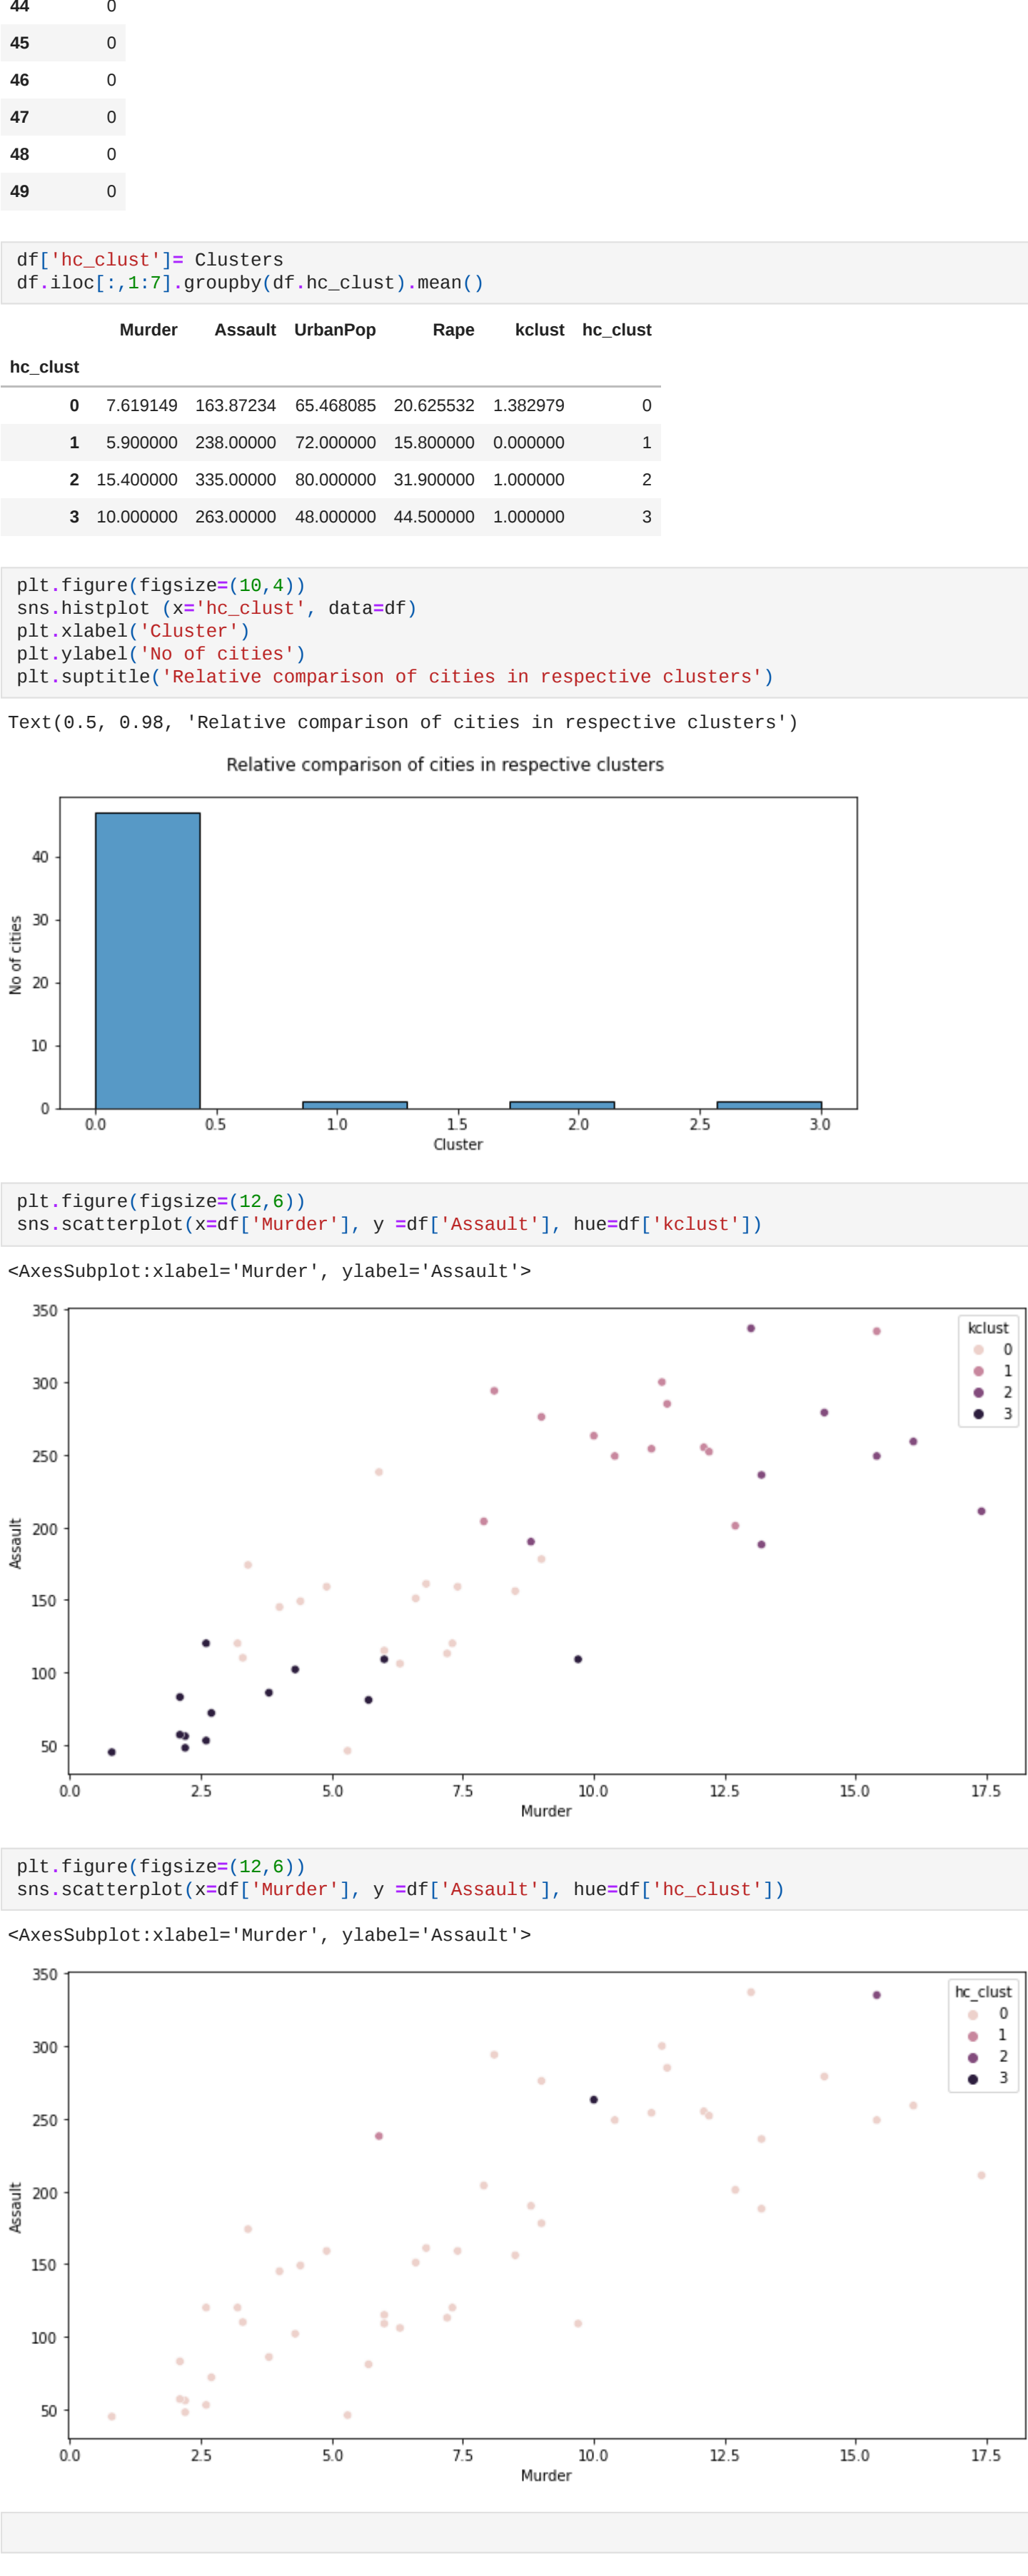 44 0
45 0
46 0
47 0
48 0
49 0
df['hc_clust']= Clusters
df.iloc[:,1:7].groupby(df.hc_clust).mean()
Murder Assault UrbanPop Rape kclust hc_clust
hc_clust
0 7.619149 163.87234 65.468085 20.625532 1.382979 0
1 5.900000 238.00000 72.000000 15.800000 0.000000 1
2 15.400000 335.00000 80.000000 31.900000 1.000000 2
3 10.000000 263.00000 48.000000 44.500000 1.000000 3
plt.figure(figsize=(10,4))
sns.histplot (x='hc_clust', data=df)
plt.xlabel('Cluster')
plt.ylabel('No of cities')
plt.suptitle('Relative comparison of cities in respective clusters')
Text(0.5, 0.98, 'Relative comparison of cities in respective clusters')
Relative comparison of cities in respective clusters
40
30
20
10
0
No of cities
0.0 0.5 1.0 1.5 2.0 2.5 3.0
Cluster
plt.figure(figsize=(12,6))
sns.scatterplot(x=df['Murder'], y =df['Assault'], hue=df['kclust'])
<AxesSubplot:xlabel='Murder', ylabel='Assault'>
350
300
250
200
150
100
50
Assault
kclust
0
1
2
3
0.0 2.5 5.0 7.5 10.0 12.5 15.0 17.5
Murder
plt.figure(figsize=(12,6))
sns.scatterplot(x=df['Murder'], y =df['Assault'], hue=df['hc_clust'])
<AxesSubplot:xlabel='Murder', ylabel='Assault'>
350
300
250
200
150
100
50
Assault
hc_clust
0
1
2
3
0.0 2.5 5.0 7.5 10.0 12.5 15.0 17.5
Murder